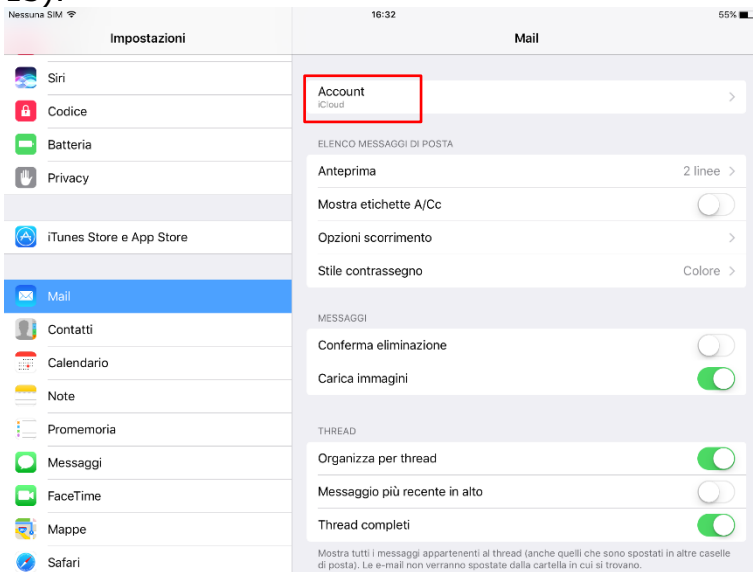 Nessuna SIM 16:32 55%
Impostazioni
Siri
Codice
Batteria
Privacy
iTunes Store e App Store
Mail
Contatti
Calendario
Note
Promemoria
Messaggi
FaceTime
Mappe
Safari
Mail
Account
iCloud
ELENCO MESSAGGI DI POSTA
Anteprima 2 linee
Mostra etichette A/Cc
Opzioni scorrimento
Stile contrassegno Colore
MESSAGGI
Conferma eliminazione
Carica immagini
THREAD
Organizza per thread
Messaggio più recente in alto
Thread completi
Mostra tutti i messaggi appartenenti al thread (anche quelli che sono spostati in altre caselle
di posta). Le e-mail non verranno spostate dalla cartella in cui si trovano.